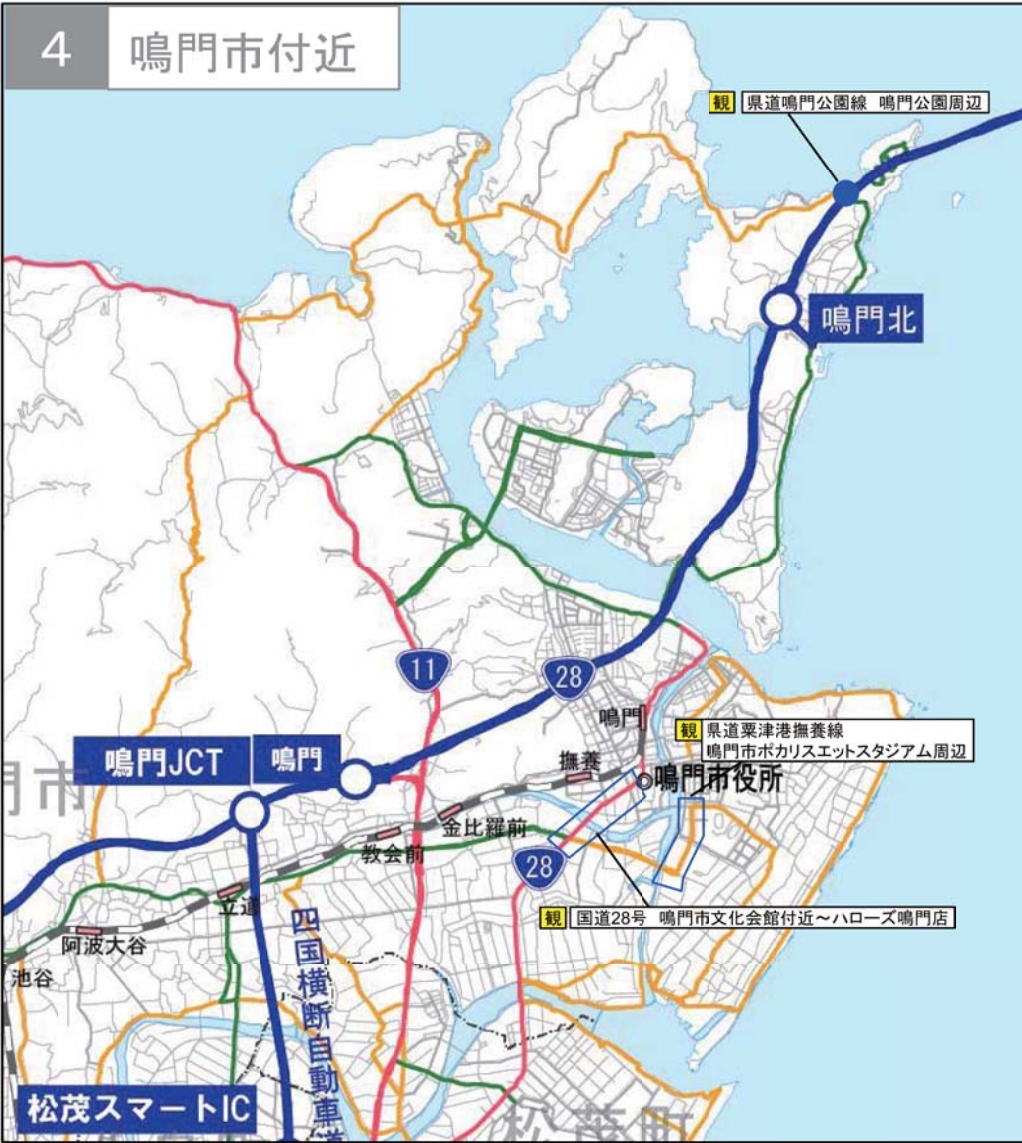 4 鳴門市付近
観 県道鳴門公園線 鳴門公園周辺
鳴門北
11
28
鳴門
観 県道粟津港撫養線
鳴門市ポカリスエットスタジアム周辺
鳴門JCT
鳴門
撫養
鳴門市役所
門市
金比羅前
教会前
28
立道
観 国道28号 鳴門市文化会館付近～ハローズ鳴門店
阿波大谷
池谷
四国横断自動車道
松茂スマートIC
松茂町